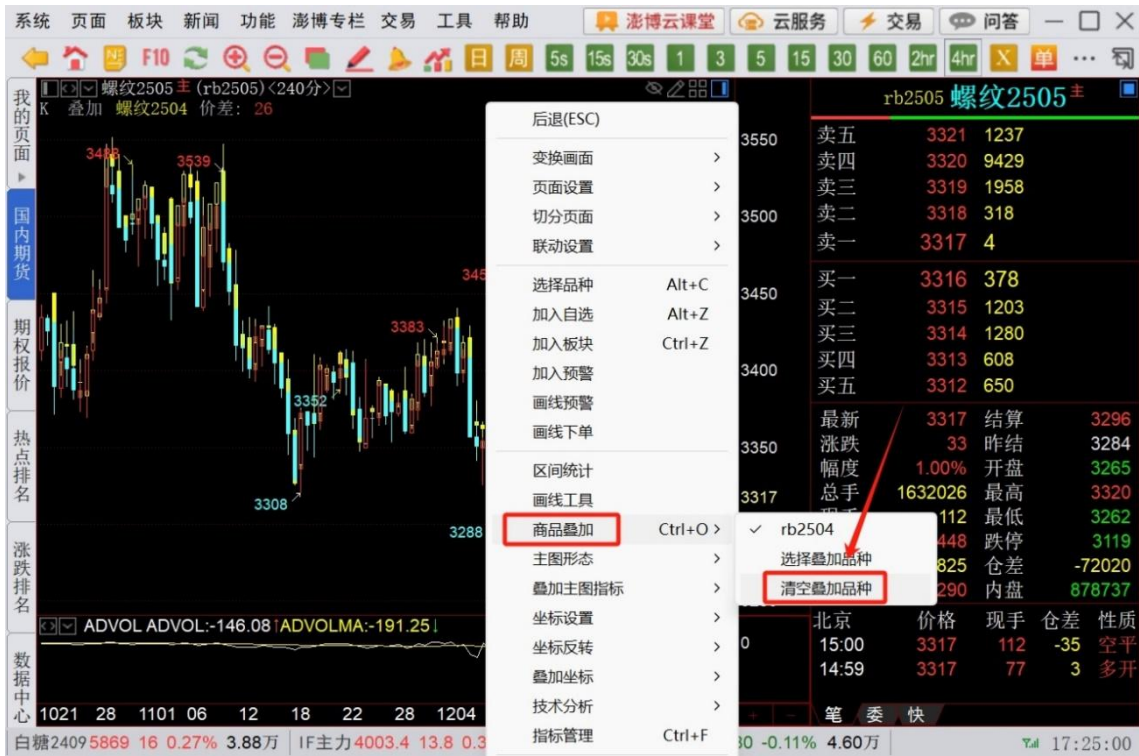 系统 页面 板块 新闻 功能 澎博专栏 交易 工具 帮助 澎博云课堂 云服务 交易 问答
NEW F10 日 周 5s 15s 30s 1 3 5 15 30 60 2hr 4hr X 单 ...
我的页面
国内期货
期权报价
热点排名
涨跌排名
数据中心
螺纹2505主 (rb2505)<240分>
K 叠加 螺纹2504 价差: 26
3539
3383
3352
3308
3288
3550
3500
3450
3400
3350
3317
后退(ESC)
变换画面 >
页面设置 >
切分页面 >
联动设置 >
选择品种 Alt+C
加入自选 Alt+Z
加入板块 Ctrl+Z
加入预警
画线预警
画线下单
区间统计
画线工具
商品叠加 Ctrl+O >
主图形态 >
叠加主图指标 >
坐标设置 >
坐标反转 >
叠加坐标 >
技术分析 >
指标管理 Ctrl+F
✓ rb2504
选择叠加品种
清空叠加品种
rb2505 螺纹2505主
卖五 3321 1237
卖四 3320 9429
卖三 3319 1958
卖二 3318 318
卖一 3317 4
买一 3316 378
买二 3315 1203
买三 3314 1280
买四 3313 608
买五 3312 650
最新 3317 结算 3296
涨跌 33 昨结 3284
幅度 1.00% 开盘 3265
总手 1632026 最高 3320
112 最低 3262
448 跌停 3119
825 仓差 -72020
290 内盘 878737
北京 价格 现手 仓差 性质
15:00 3317 112 -35 空平
14:59 3317 77 3 多开
笔 委 快
ADVOL ADVOL:-146.08↑ADVOLMA:-191.25↓
0
1021 28 1101 06 12 18 22 28 1204
白糖2409 5869 16 0.27% 3.88万 IF主力 4003.4 13.8 0.3
30 -0.11% 4.60万 17:25:00